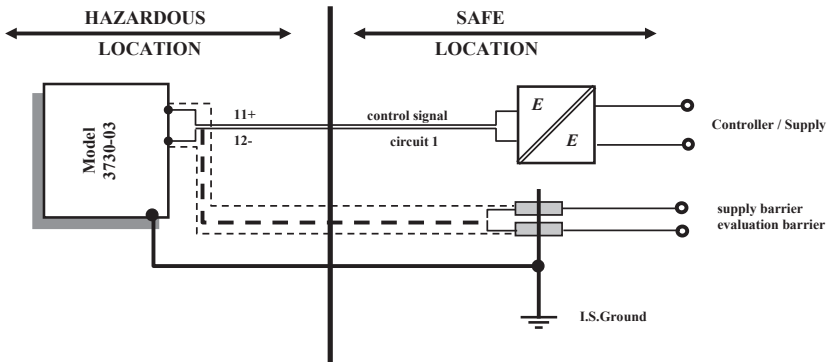 HAZARDOUS
LOCATION
SAFE
LOCATION
Model
3730-03
11+
12-
control signal
circuit 1
E
E
Controller / Supply
supply barrier
evaluation barrier
I.S.Ground